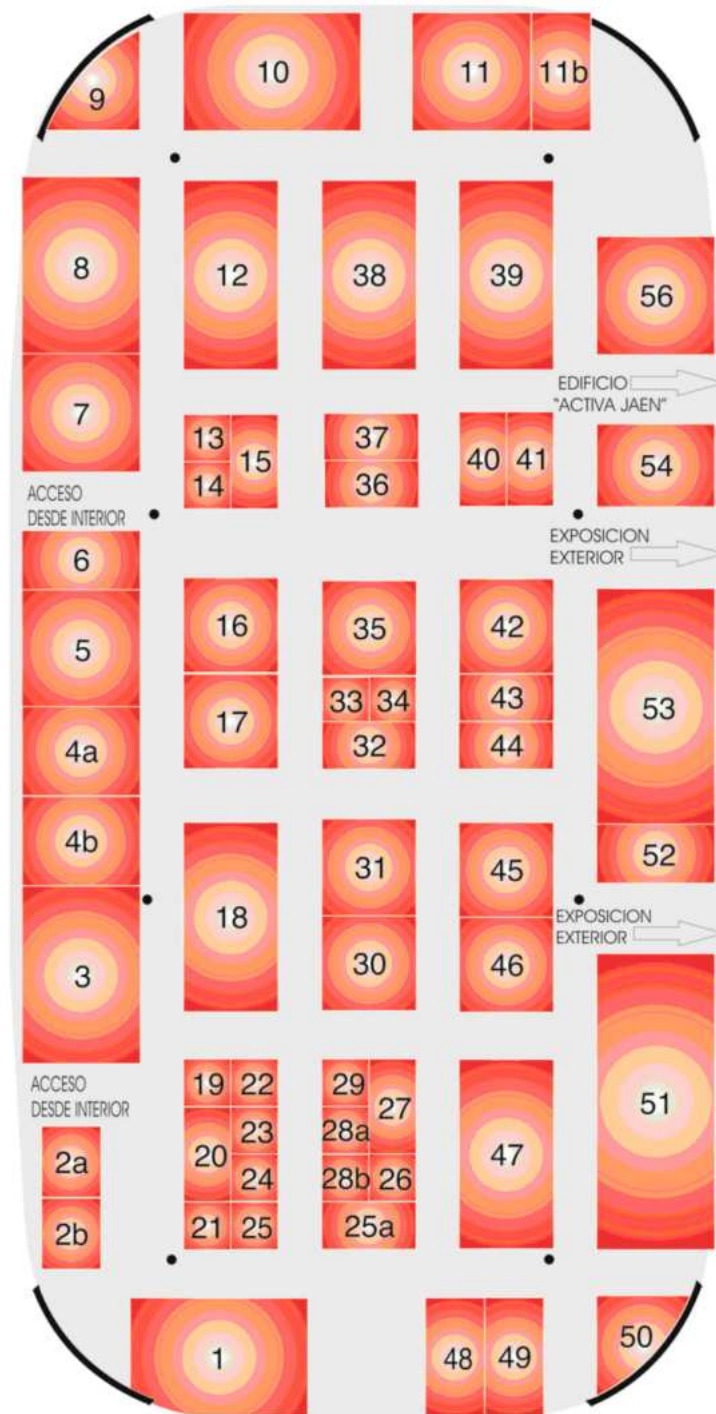 9
10
11
11b
8
12
38
39
56
7
EDIFICIO
"ACTIVA JAEN"
13
14
15
37
36
40
41
54
ACCESO
DESDE INTERIOR
EXPOSICION
EXTERIOR
6
5
4a
4b
3
16
17
35
33
34
32
42
43
44
53
52
18
31
30
45
46
EXPOSICION
EXTERIOR
51
ACCESO
DESDE INTERIOR
2a
2b
19
22
20
23
24
21
25
29
27
28a
28b
26
25a
47
1
48
49
50